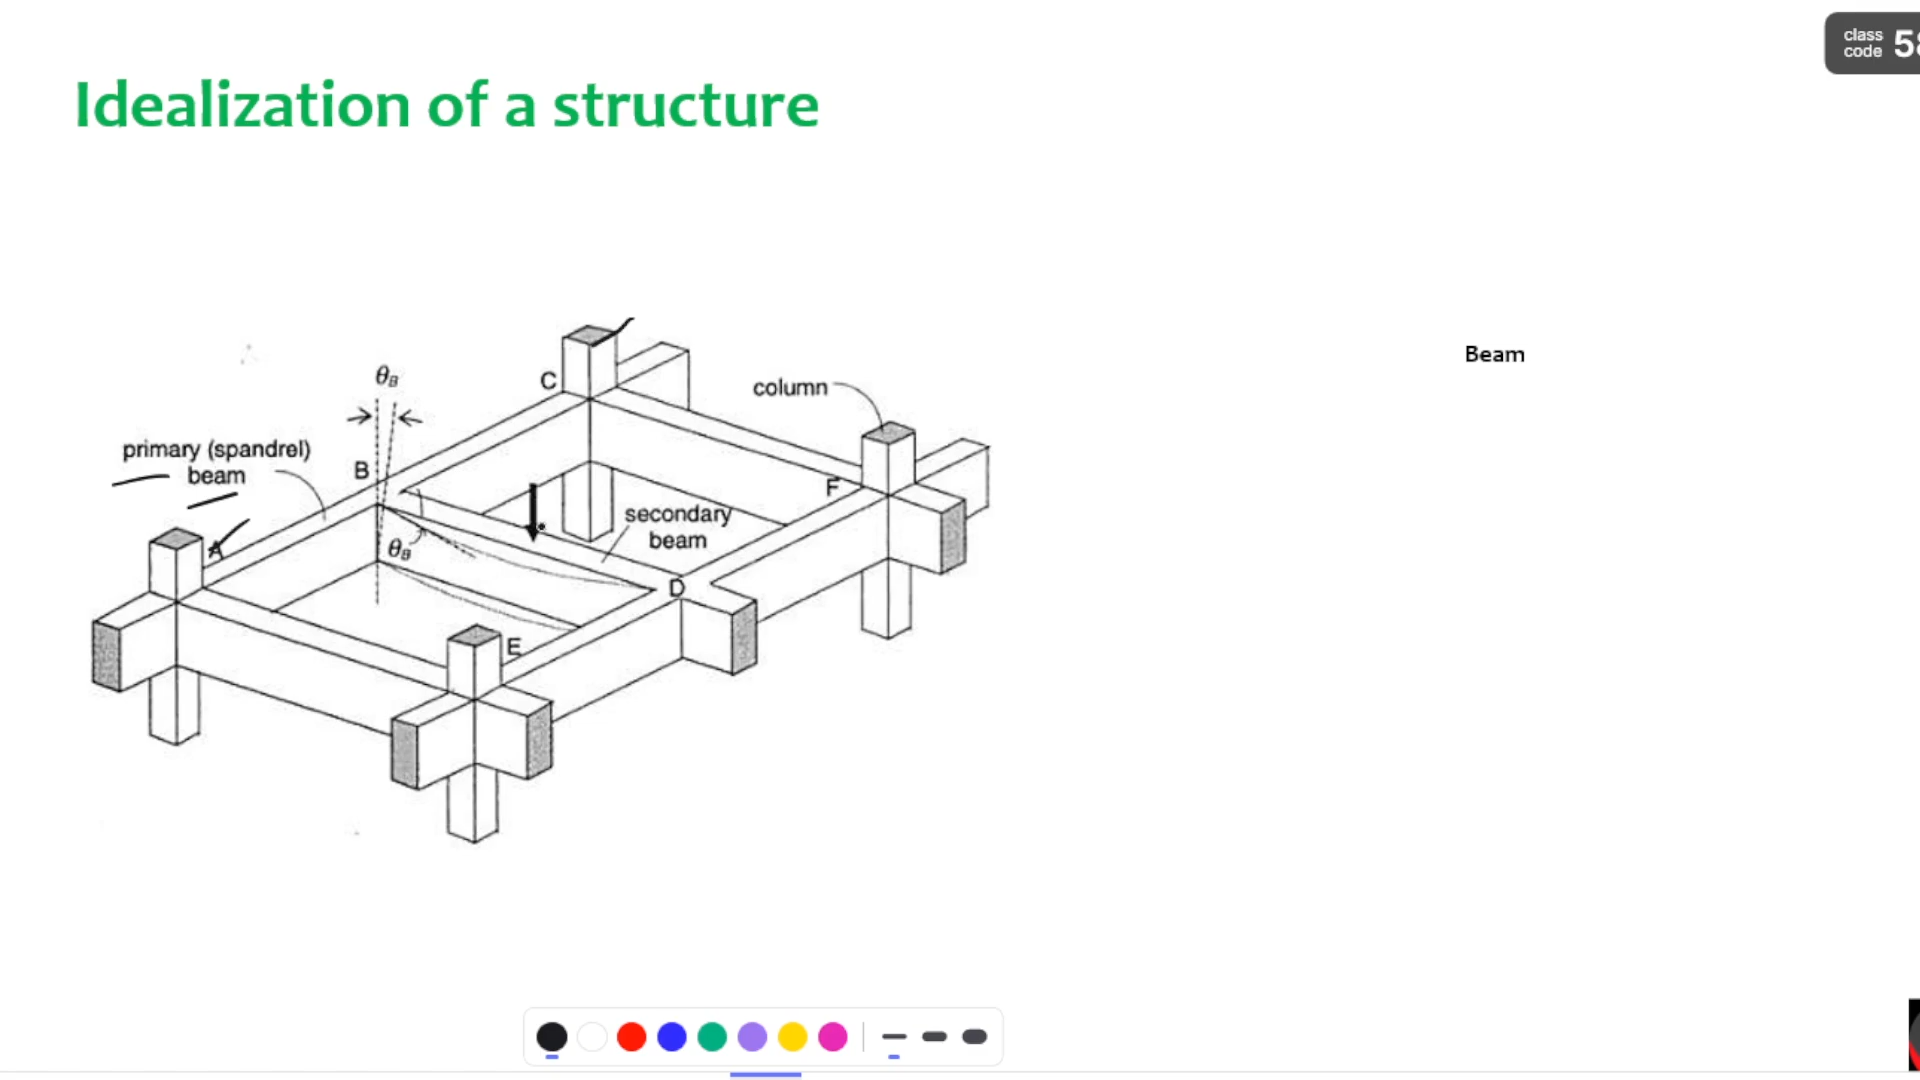 class
code
Idealization of a structure
Beam
θB
C
column
primary (spandrel)
beam
B
F
secondary
beam
A
θB
D
E